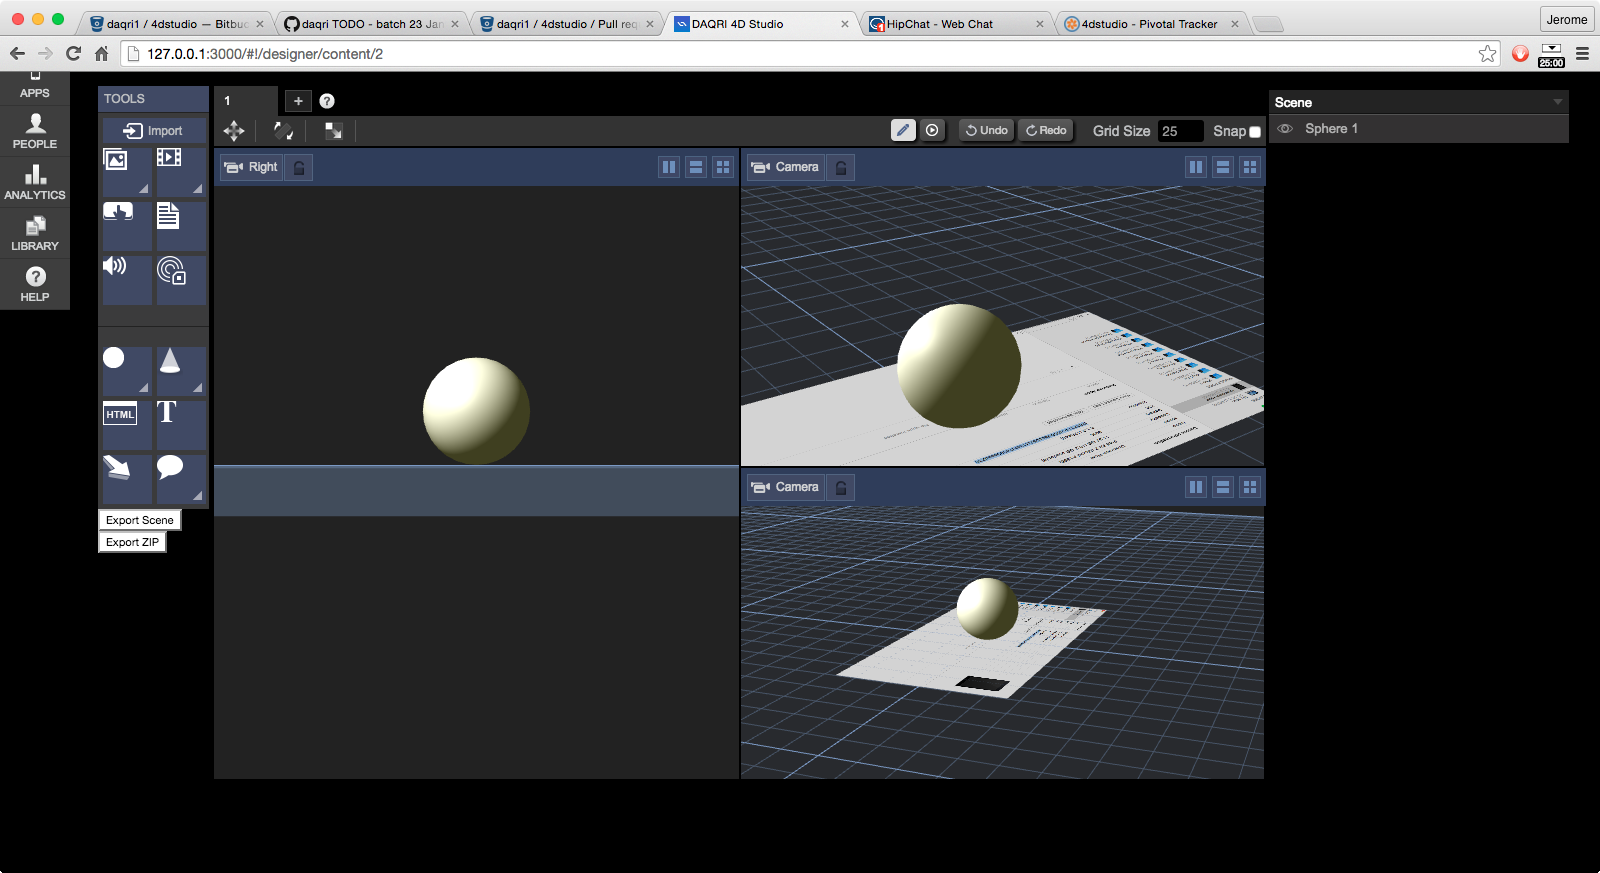 daqri1 / 4dstudio — Bitbuc
daqri TODO - batch 23 Jan
daqri1 / 4dstudio / Pull req
DAQRI 4D Studio
HipChat - Web Chat
4dstudio - Pivotal Tracker
Jerome
127.0.0.1:3000/#!/designer/content/2
25:00
APPS
PEOPLE
ANALYTICS
LIBRARY
? HELP
TOOLS
Import
HTML
T
Export Scene
Export ZIP
1 + ?
Undo Redo Grid Size 25 Snap
Right
Camera
Camera
Scene
Sphere 1